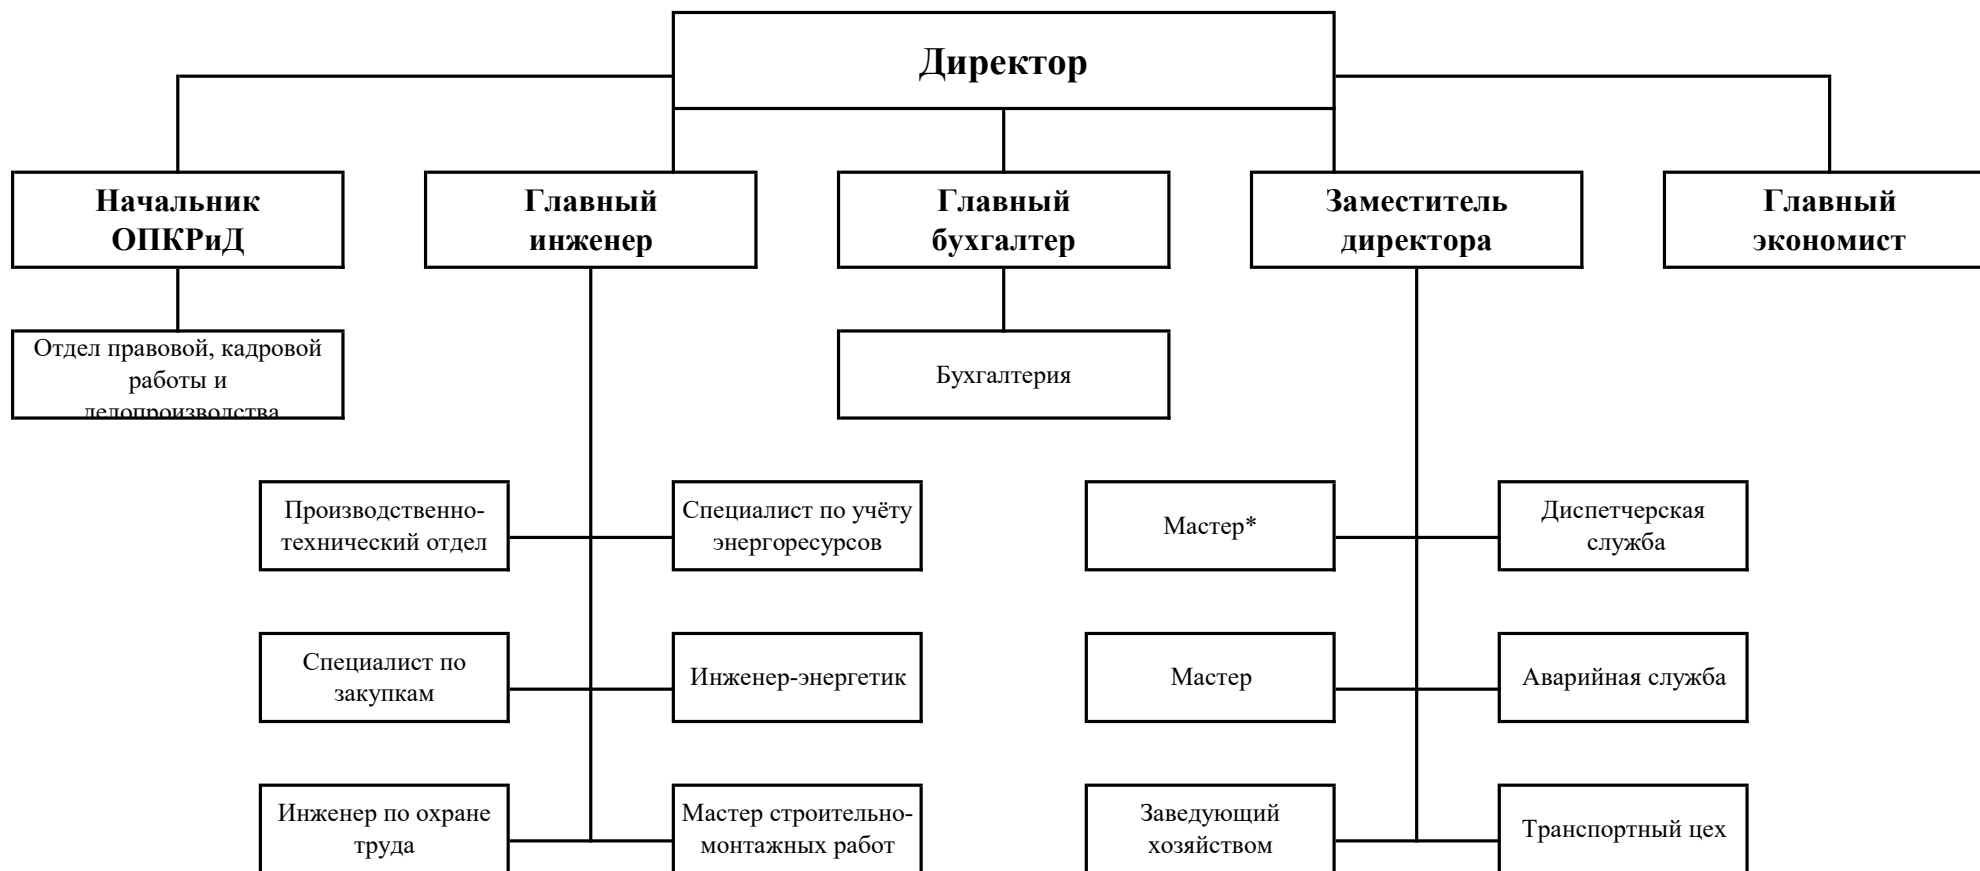 Директор
Начальник
ОПКРиД
Главный
инженер
Главный
бухгалтер
Заместитель
директора
Главный
экономист
Отдел правовой, кадровой
работы и
делопроизводства
Бухгалтерия
Производственно-
технический отдел
Специалист по учёту
энергоресурсов
Мастер*
Диспетчерская
служба
Специалист по
закупкам
Инженер-энергетик
Мастер
Аварийная служба
Инженер по охране
труда
Мастер строительно-
монтажных работ
Заведующий
хозяйством
Транспортный цех